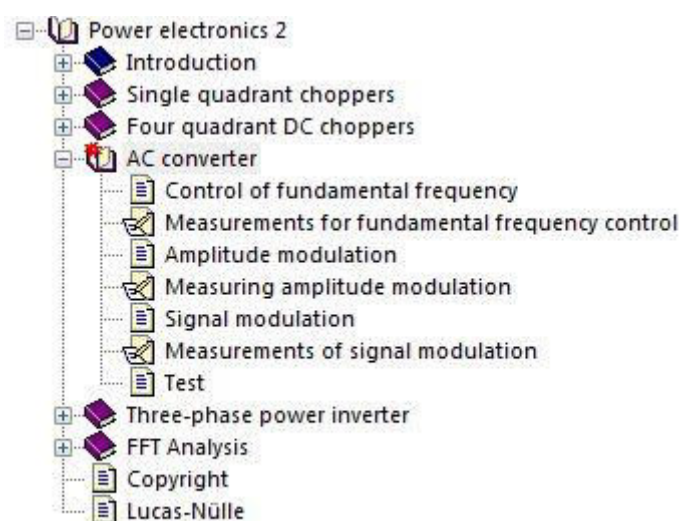 Power electronics 2
Introduction
Single quadrant choppers
Four quadrant DC choppers
AC converter
Control of fundamental frequency
Measurements for fundamental frequency control
Amplitude modulation
Measuring amplitude modulation
Signal modulation
Measurements of signal modulation
Test
Three-phase power inverter
FFT Analysis
Copyright
Lucas-Nülle